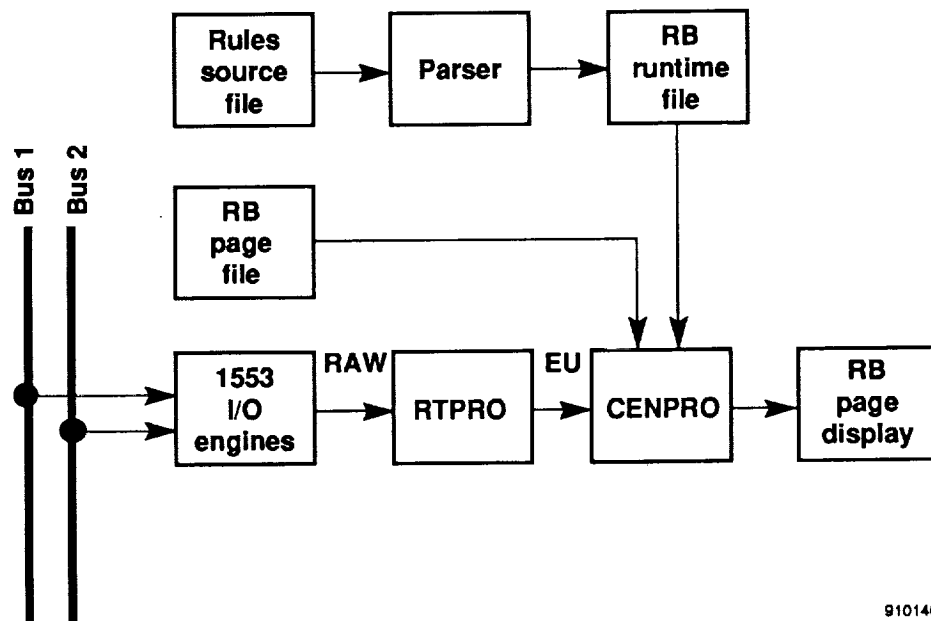 Rules
source
file
Parser
RB
runtime
file
Bus 1
Bus 2
RB
page
file
1553
I/O
engines
RAW
RTPRO
EU
CENPRO
RB
page
display